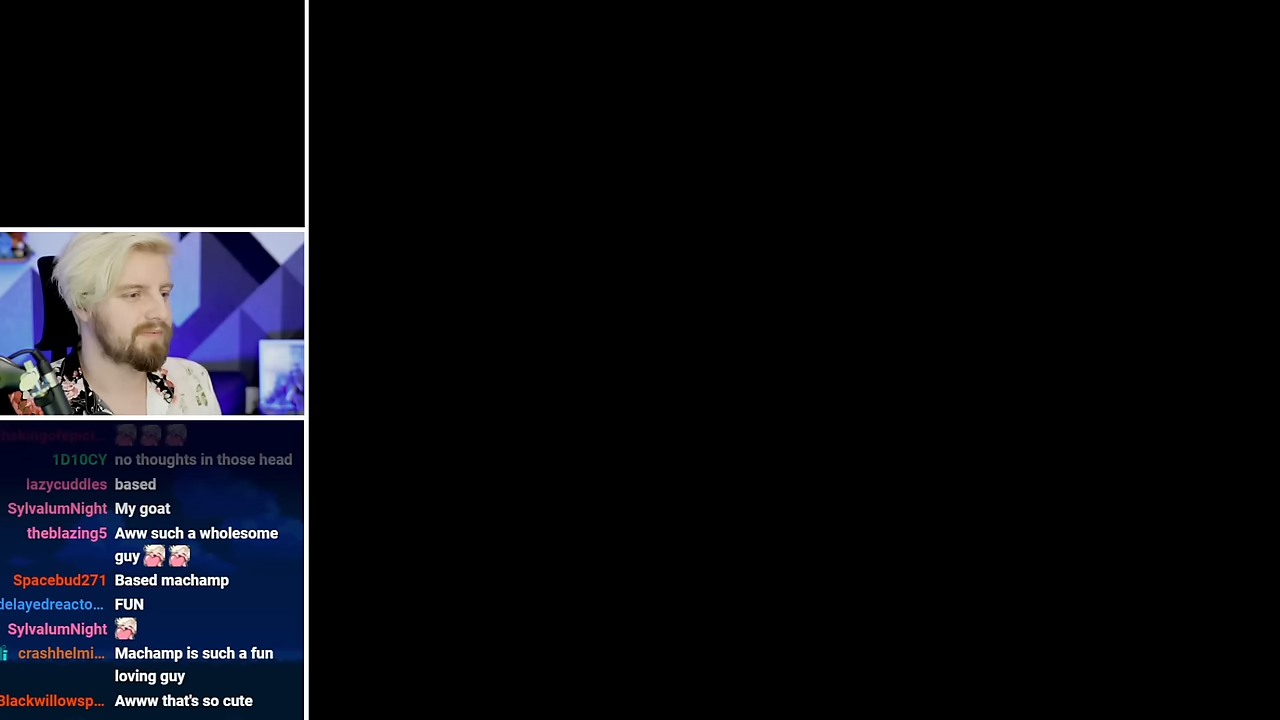 1D10CY no thoughts in those head
lazycuddles based
SylvalumNight My goat
theblazing5 Aww such a wholesome
guy
Spacebud271 Based machamp
delayedreacto... FUN
SylvalumNight
crashhelmi... Machamp is such a fun
loving guy
Blackwillowsp... Awww that's so cute